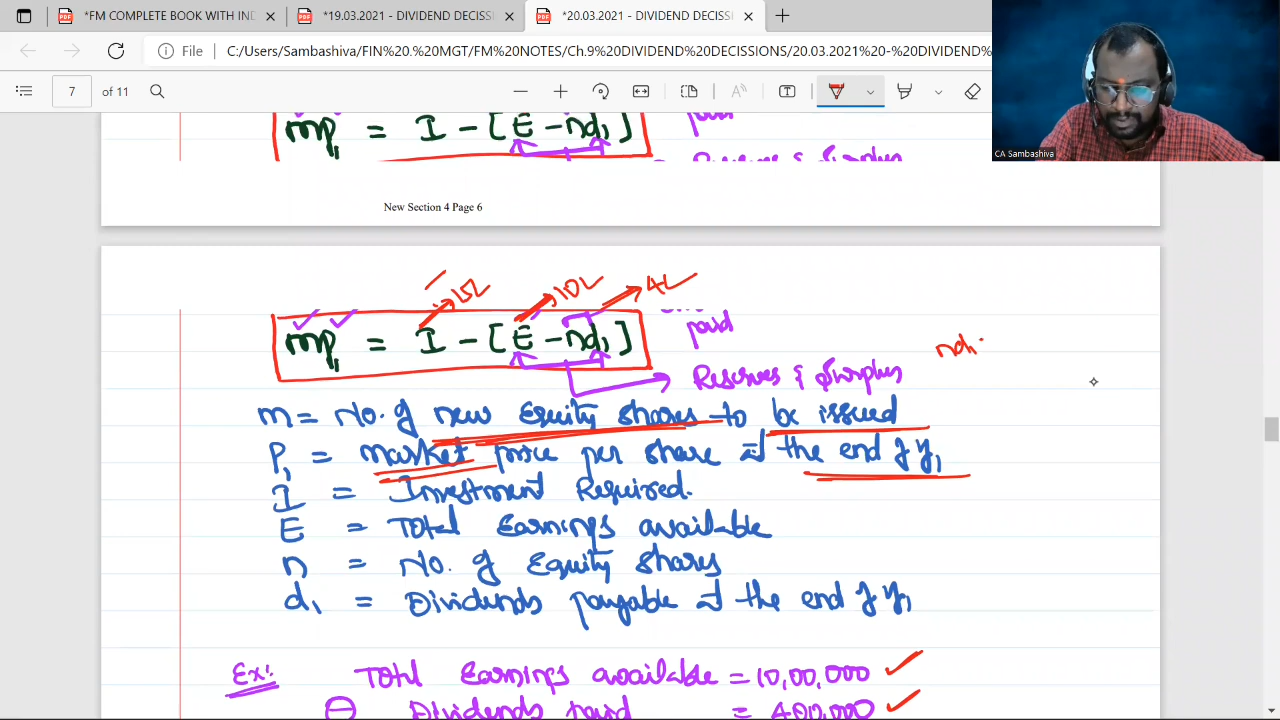 *FM COMPLETE BOOK WITH IND
*19.03.2021 - DIVIDEND DECISSI
*20.03.2021 - DIVIDEND DECISSI
File
C:/Users/Sambashiva/FIN%20.%20MGT/FM%20NOTES/Ch.9%20DIVIDEND%20DECISSIONS/20.03.2021%20-%20DIVIDEND%
7 of 11
CA Sambashiva
mp1 = I - [E - nd1] paid
Reserves & Surplus
New Section 4 Page 6
15L 10L 4L
mp1 = I - [E - nd1] paid
nd1
Reserves & Surplus
m = No. of new Equity shares to be issued
P1 = market price per share at the end of Y1
I = Investment Required.
E = Total Earnings available
n = No. of Equity shares
d1 = Dividends payable at the end of Y1
Ex: Total Earnings available = 10,00,000
Dividends paid = 400,000